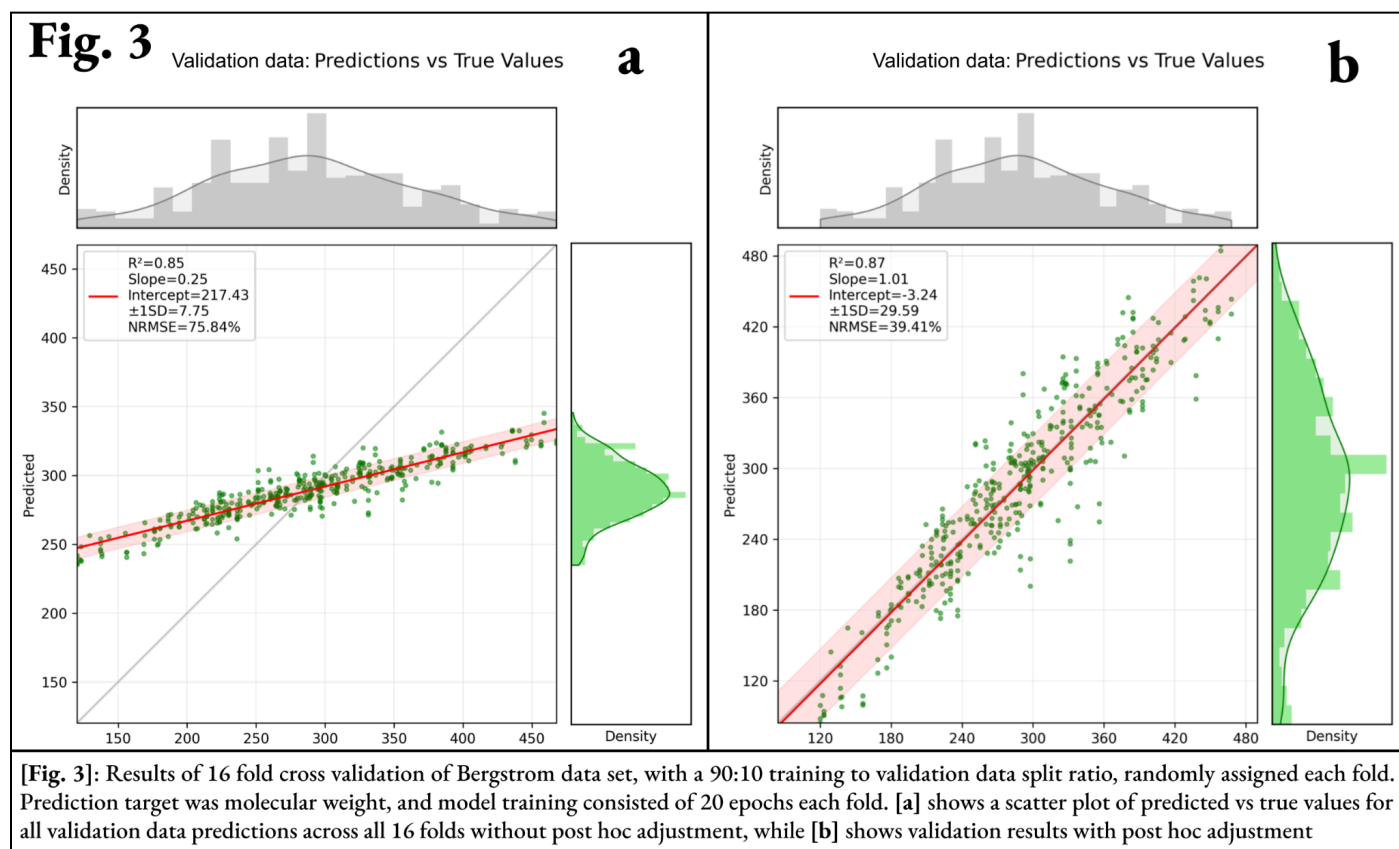 Fig. 3
Validation data: Predictions vs True Values
a
Density
R²=0.85
Slope=0.25
Intercept=217.43
±1SD=7.75
NRMSE=75.84%
Predicted
450
400
350
300
250
200
150
150 200 250 300 350 400 450
Density
Validation data: Predictions vs True Values
b
Density
R²=0.87
Slope=1.01
Intercept=-3.24
±1SD=29.59
NRMSE=39.41%
Predicted
480
420
360
300
240
180
120
120 180 240 300 360 420 480
Density
[Fig. 3]: Results of 16 fold cross validation of Bergstrom data set, with a 90:10 training to validation data split ratio, randomly assigned each fold.
Prediction target was molecular weight, and model training consisted of 20 epochs each fold. [a] shows a scatter plot of predicted vs true values for
all validation data predictions across all 16 folds without post hoc adjustment, while [b] shows validation results with post hoc adjustment